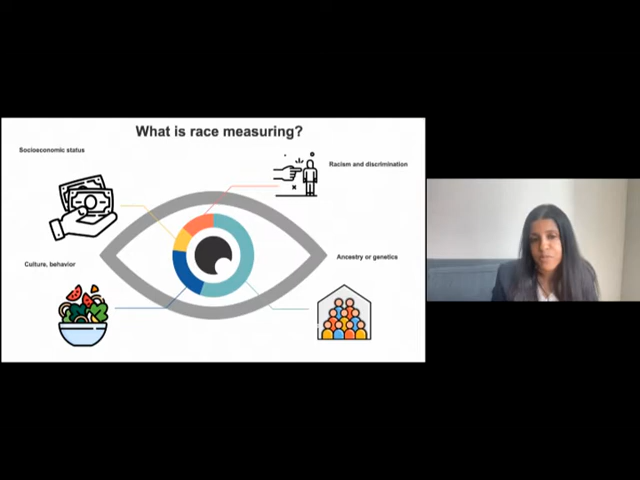 What is race measuring?
Socioeconomic status
Racism and discrimination
Culture, behavior
Ancestry or genetics